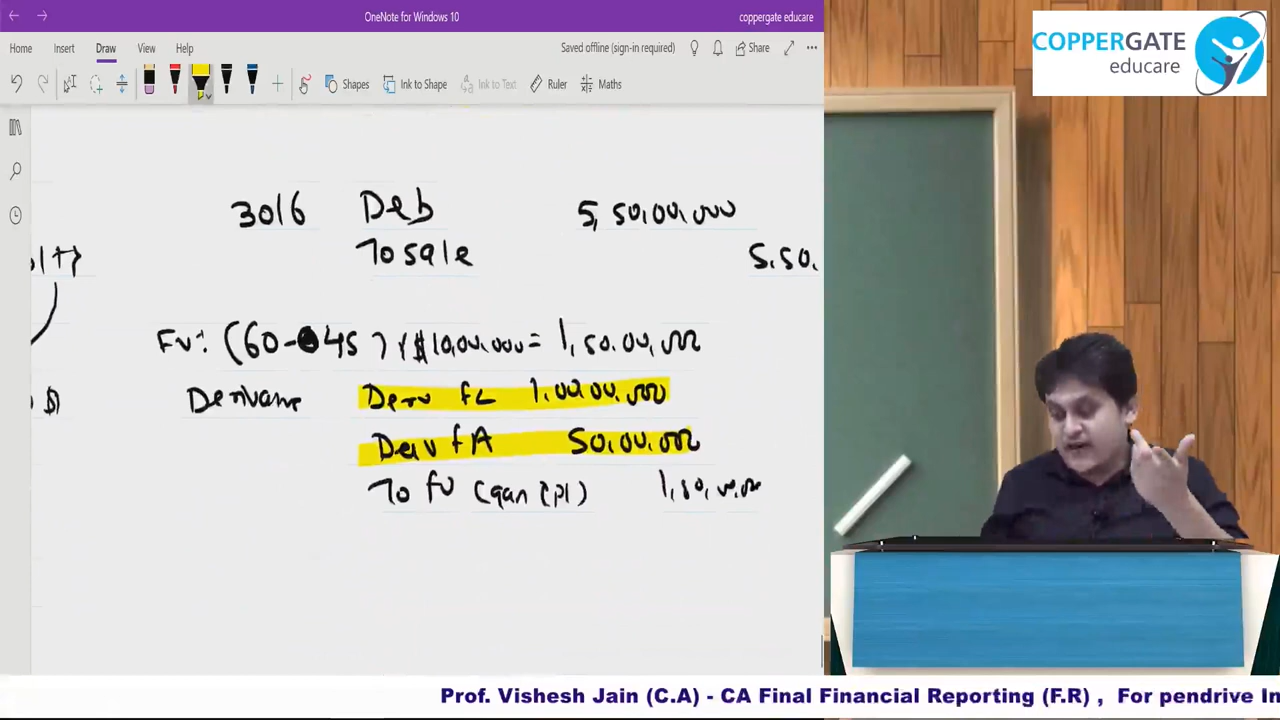 OneNote for Windows 10
coppergate educare
Home Insert Draw View Help
Saved offline (sign-in required)
Share
Shapes Ink to Shape Ink to Text Ruler Maths
COPPERGATE
educare
3016 Deb 5,50,00,000
To sale 5.50.
FV: (60-45) x $10,00,000= 1,50,00,000
Derivative Deriv FL 1,00,00,000
$
Deriv FA 50,00,000
To FV (gain (pl) 1,50,00,000
Prof. Vishesh Jain (C.A) - CA Final Financial Reporting (F.R) , For pendrive In